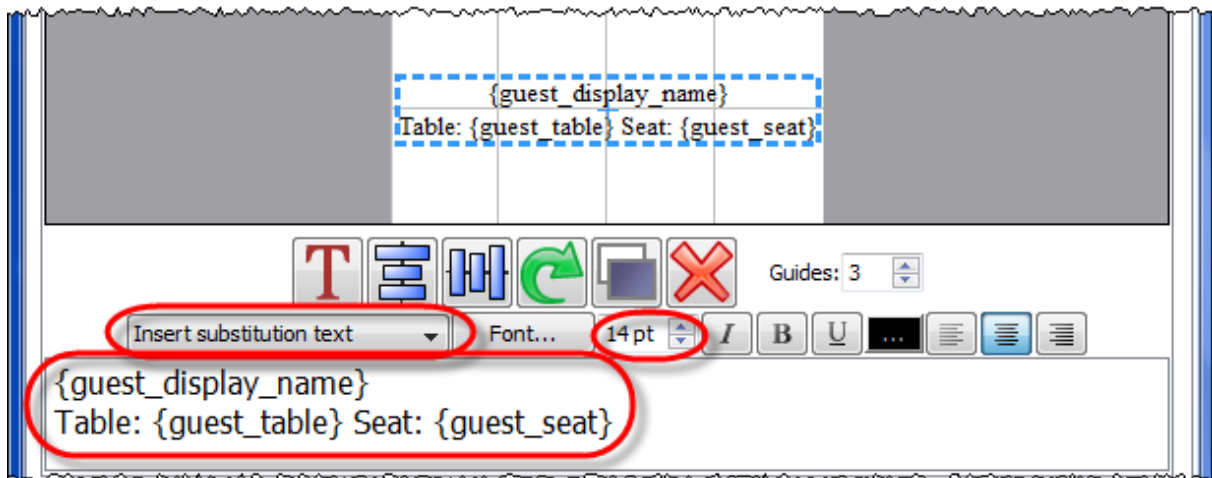 {guest_display_name}
Table: {guest_table} Seat: {guest_seat}
T
Guides: 3
Insert substitution text Font... 14 pt I B U ...
{guest_display_name}
Table: {guest_table} Seat: {guest_seat}